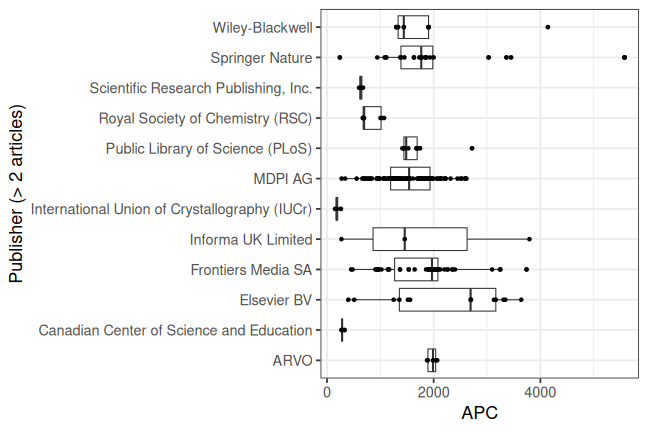 Publisher (> 2 articles)
Wiley-Blackwell
Springer Nature
Scientific Research Publishing, Inc.
Royal Society of Chemistry (RSC)
Public Library of Science (PLoS)
MDPI AG
International Union of Crystallography (IUCr)
Informa UK Limited
Frontiers Media SA
Elsevier BV
Canadian Center of Science and Education
ARVO
0 2000 4000
APC